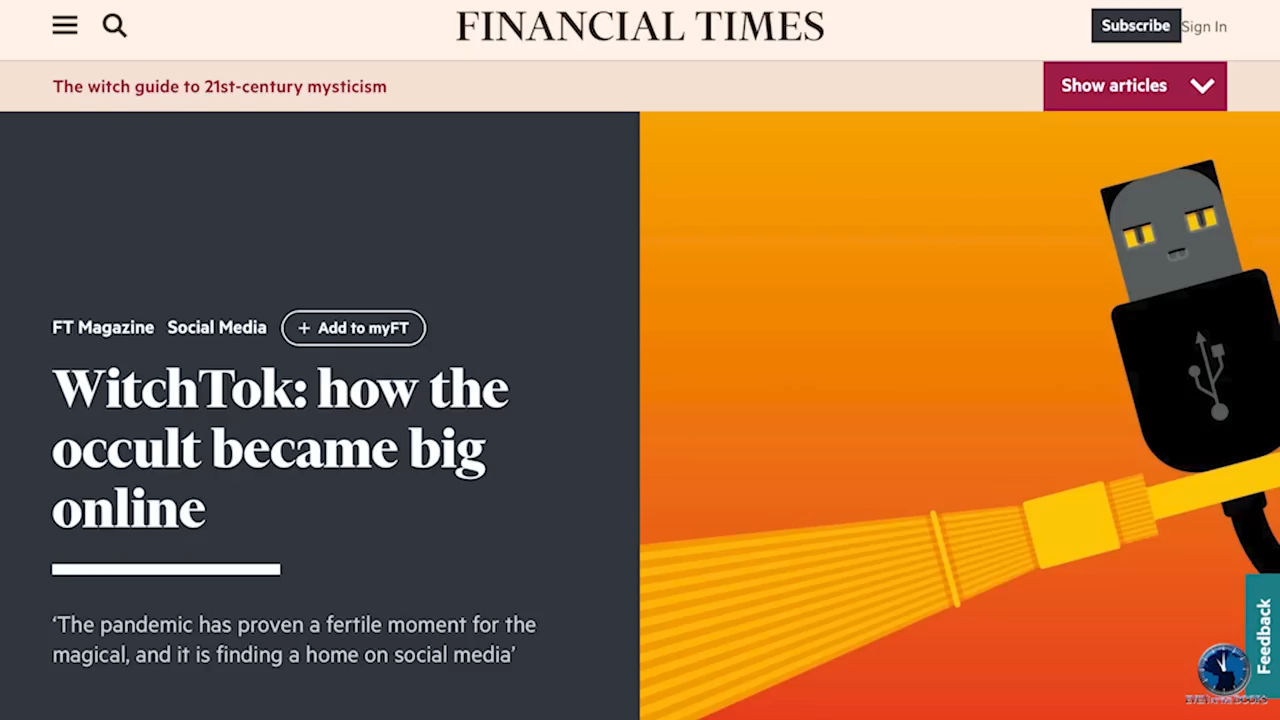 FINANCIAL TIMES
Subscribe
Sign In
The witch guide to 21st-century mysticism
Show articles
FT Magazine
Social Media
+ Add to myFT
WitchTok: how the
occult became big
online
‘The pandemic has proven a fertile moment for the
magical, and it is finding a home on social media’
Feedback